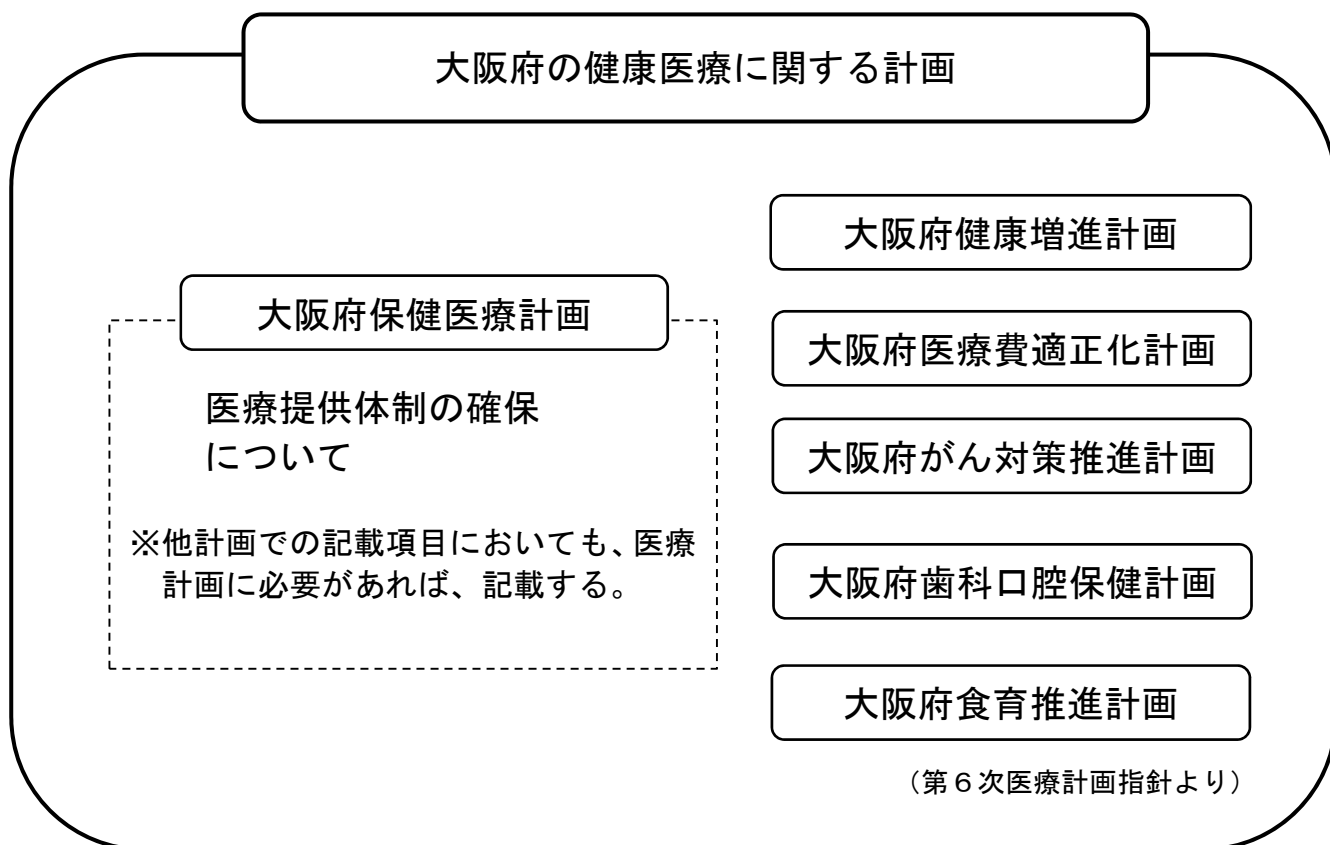 大阪府の健康医療に関する計画
大阪府保健医療計画
医療提供体制の確保
について
※他計画での記載項目においても、医療
計画に必要があれば、記載する。
大阪府健康増進計画
大阪府医療費適正化計画
大阪府がん対策推進計画
大阪府歯科口腔保健計画
大阪府食育推進計画
（第６次医療計画指針より）